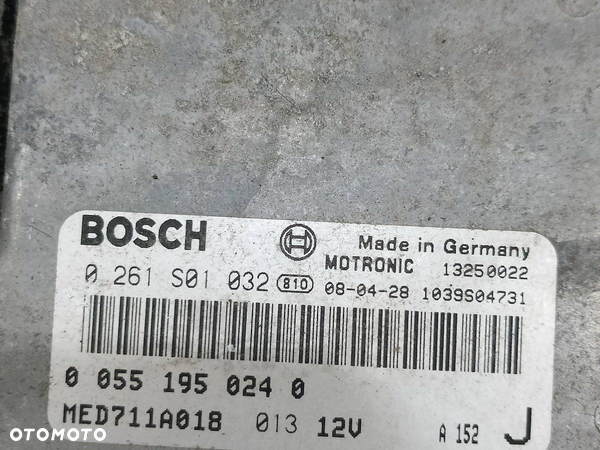 BOSCH
Made in Germany
MOTRONIC 13250022
0 261 S01 032 810 08-04-28 1039S04731
0 055 195 024 0
MED711A018 013 12V A 152 J
OTOMOTO
OTOMOTO